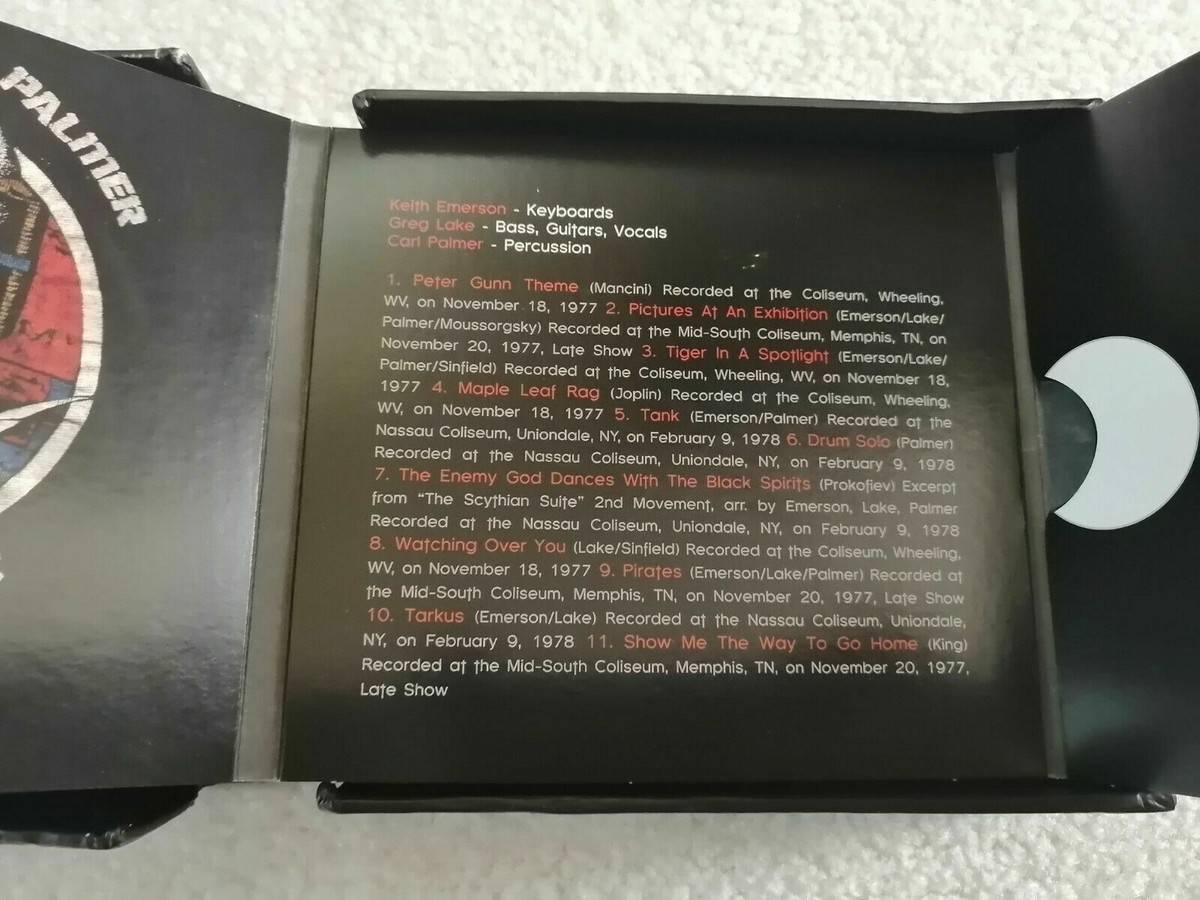 PALMER
Keith Emerson - Keyboards
Greg Lake - Bass, Guitars, Vocals
Carl Palmer - Percussion
1. Peter Gunn Theme (Mancini) Recorded at the Coliseum, Wheeling,
WV, on November 18, 1977 2. Pictures At An Exhibition (Emerson/Lake/
Palmer/Moussorgsky) Recorded at the Mid-South Coliseum, Memphis, TN, on
November 20, 1977, Late Show 3. Tiger In A Spotlight (Emerson/Lake/
Palmer/Sinfield) Recorded at the Coliseum, Wheeling, WV, on November 18,
1977 4. Maple Leaf Rag (Joplin) Recorded at the Coliseum, Wheeling,
WV, on November 18, 1977 5. Tank (Emerson/Palmer) Recorded at the
Nassau Coliseum, Uniondale, NY, on February 9, 1978 6. Drum Solo (Palmer)
Recorded at the Nassau Coliseum, Uniondale, NY, on February 9, 1978
7. The Enemy God Dances With The Black Spirits (Prokofiev) Excerpt
from "The Scythian Suite" 2nd Movement, arr. by Emerson, Lake, Palmer
Recorded at the Nassau Coliseum, Uniondale, NY, on February 9, 1978
8. Watching Over You (Lake/Sinfield) Recorded at the Coliseum, Wheeling,
WV, on November 18, 1977 9. Pirates (Emerson/Lake/Palmer) Recorded at
the Mid-South Coliseum, Memphis, TN, on November 20, 1977, Late Show
10. Tarkus (Emerson/Lake) Recorded at the Nassau Coliseum, Uniondale,
NY, on February 9, 1978 11. Show Me The Way To Go Home (King)
Recorded at the Mid-South Coliseum, Memphis, TN, on November 20, 1977,
Late Show